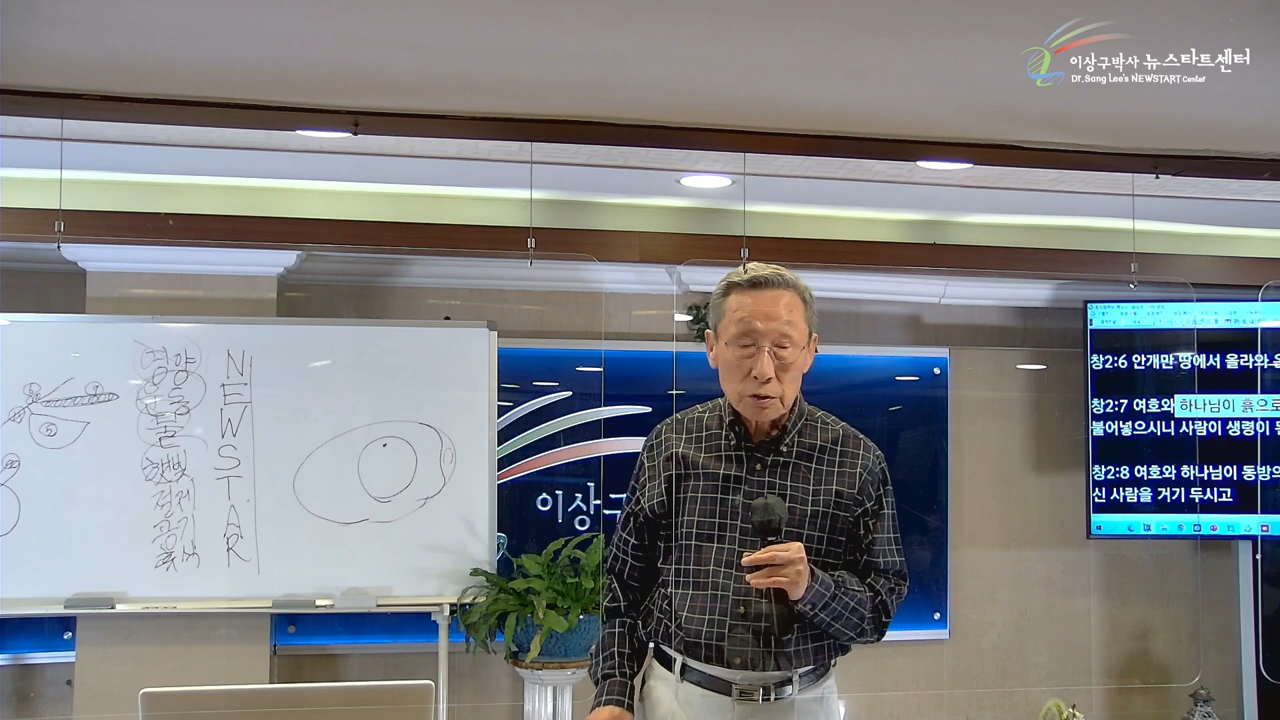 이상구박사 뉴스타트센터
Dr. Sang Lee's NEWSTART Center
영양
운동
물
햇빛
절제
공기
휴식
N
E
W
S
T.
A
R
⑤
이상구
창2:6 안개만 땅에서 올라와 온
창2:7 여호와 하나님이 흙으로
불어넣으시니 사람이 생령이 되
창2:8 여호와 하나님이 동방으
신 사람을 거기 두시고